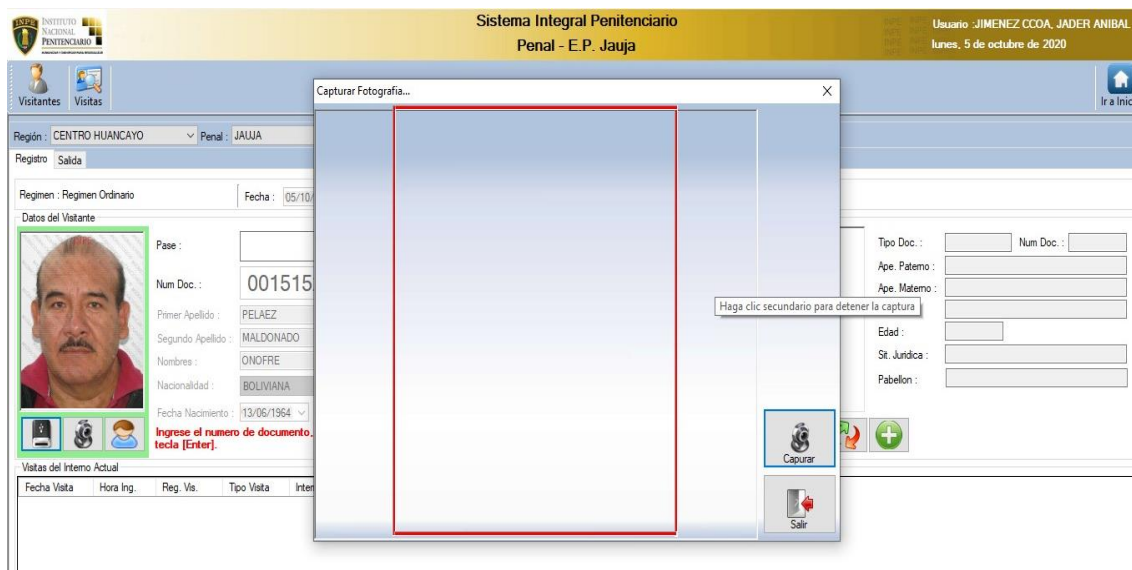 INPE
INSTITUTO
NACIONAL
PENITENCIARIO
Sistema Integral Penitenciario
Penal - E.P. Jauja
Usuario :JIMENEZ CCOA, JADER ANIBAL
lunes, 5 de octubre de 2020
Visitantes
Visitas
Ir a Inic
Capturar Fotografia...
Región : CENTRO HUANCAYO
Penal : JAUJA
Registro
Salida
Regimen : Regimen Ordinario
Fecha : 05/10/
Datos del Visitante
Pase :
Num Doc. : 001515
Primer Apellido : PELAEZ
Segundo Apellido : MALDONADO
Nombres : ONOFRE
Nacionalidad : BOLIVIANA
Fecha Nacimiento : 13/06/1964
Ingrese el numero de documento,
tecla [Enter].
Haga clic secundario para detener la captura
Capurar
Salir
Tipo Doc. :
Num Doc. :
Ape. Paterno :
Ape. Materno :
Edad :
Sit. Juridica :
Pabellon :
Visitas del Interno Actual
Fecha Visita
Hora Ing.
Reg. Vis.
Tipo Visita
Inter